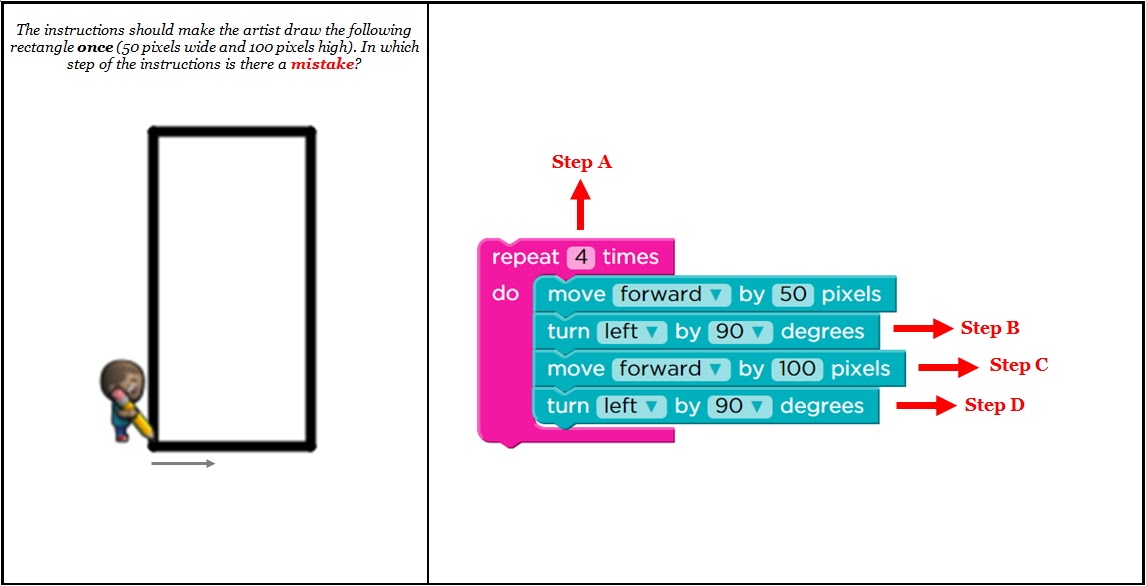 The instructions should make the artist draw the following
rectangle once (50 pixels wide and 100 pixels high). In which
step of the instructions is there a mistake?
Step A
repeat 4 times
do
move forward ▼ by 50 pixels
turn left ▼ by 90 ▼ degrees
Step B
move forward ▼ by 100 pixels
Step C
turn left ▼ by 90 ▼ degrees
Step D